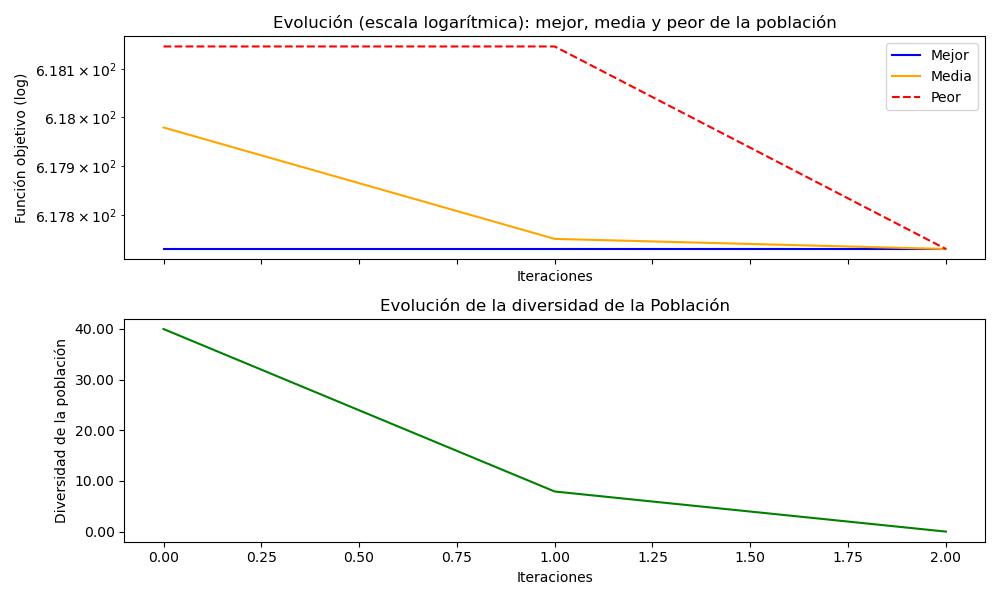 Evolución (escala logarítmica): mejor, media y peor de la población
Función objetivo (log)
6.181 × 10²
6.18 × 10²
6.179 × 10²
6.178 × 10²
Mejor
Media
Peor
Iteraciones
Evolución de la diversidad de la Población
Diversidad de la población
40.00
30.00
20.00
10.00
0.00
0.00 0.25 0.50 0.75 1.00 1.25 1.50 1.75 2.00
Iteraciones